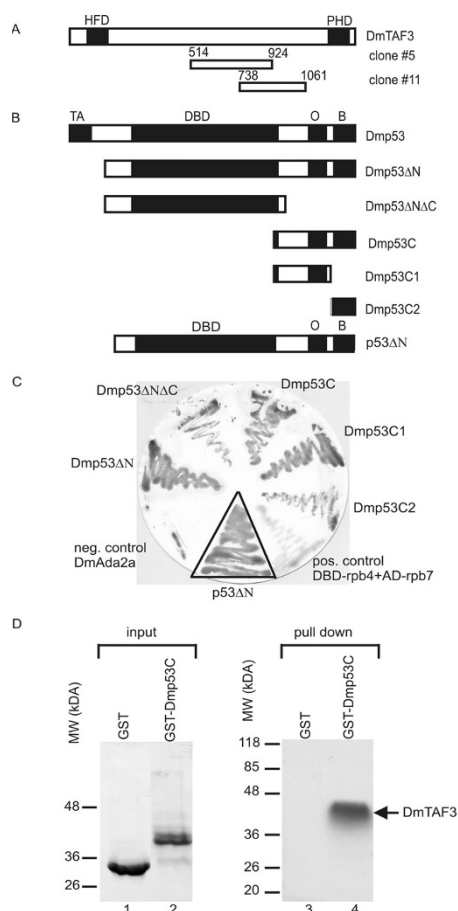 A
HFD PHD
DmTAF3
514 924
clone #5
738 1061
clone #11
B
TA DBD O B
Dmp53
Dmp53ΔN
Dmp53ΔNΔC
Dmp53C
Dmp53C1
Dmp53C2
DBD O B
p53ΔN
C
Dmp53ΔNΔC
Dmp53C
Dmp53ΔN
Dmp53C1
Dmp53C2
neg. control
DmAda2a
pos. control
DBD-rpb4+AD-rpb7
p53ΔN
D
input
MW (kDA)
GST
GST-Dmp53C
48
36
26
1 2
pull down
MW (kDA)
GST
GST-Dmp53C
118
85
48
36
26
20
DmTAF3
3 4